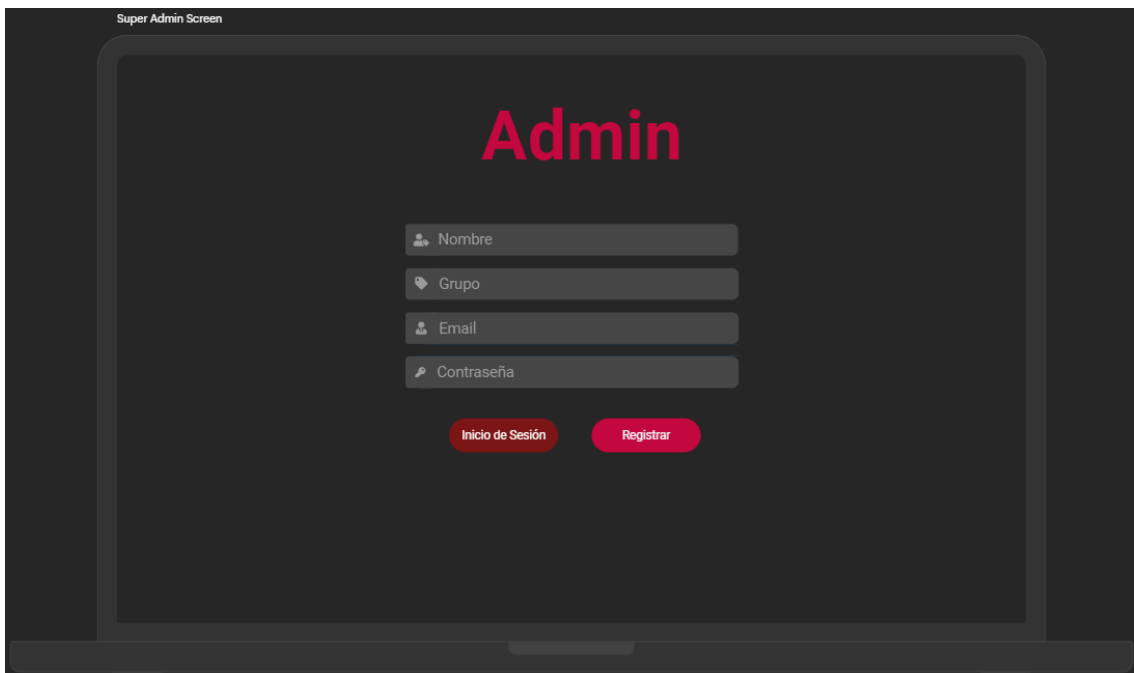 Super Admin Screen
Admin
Nombre
Grupo
Email
Contraseña
Inicio de Sesión
Registrar